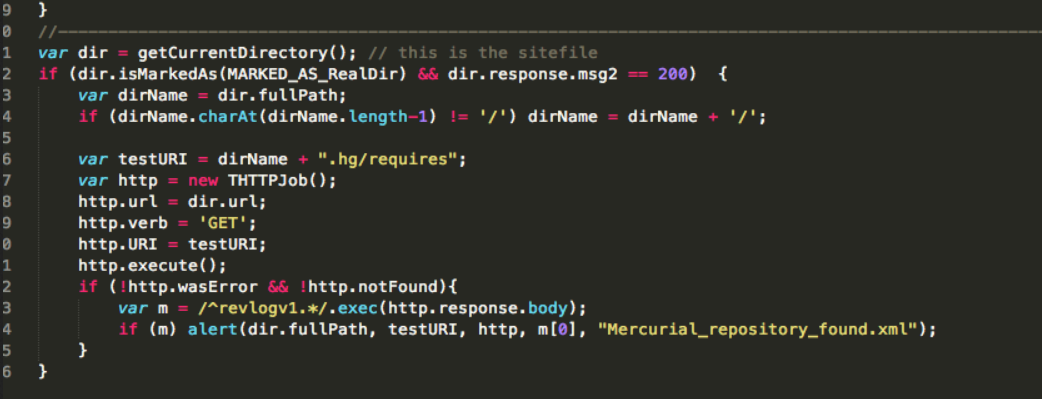 9 }
0 //--------------------------------------------------------------------------------
1 var dir = getCurrentDirectory(); // this is the sitefile
2 if (dir.isMarkedAs(MARKED_AS_RealDir) && dir.response.msg2 == 200)  {
3     var dirName = dir.fullPath;
4     if (dirName.charAt(dirName.length-1) != '/') dirName = dirName + '/';
5
6     var testURI = dirName + ".hg/requires";
7     var http = new THTTPJob();
8     http.url = dir.url;
9     http.verb = 'GET';
0     http.URI = testURI;
1     http.execute();
2     if (!http.wasError && !http.notFound){
3         var m = /^revlogv1.*/.exec(http.response.body);
4         if (m) alert(dir.fullPath, testURI, http, m[0], "Mercurial_repository_found.xml");
5     }
6 }